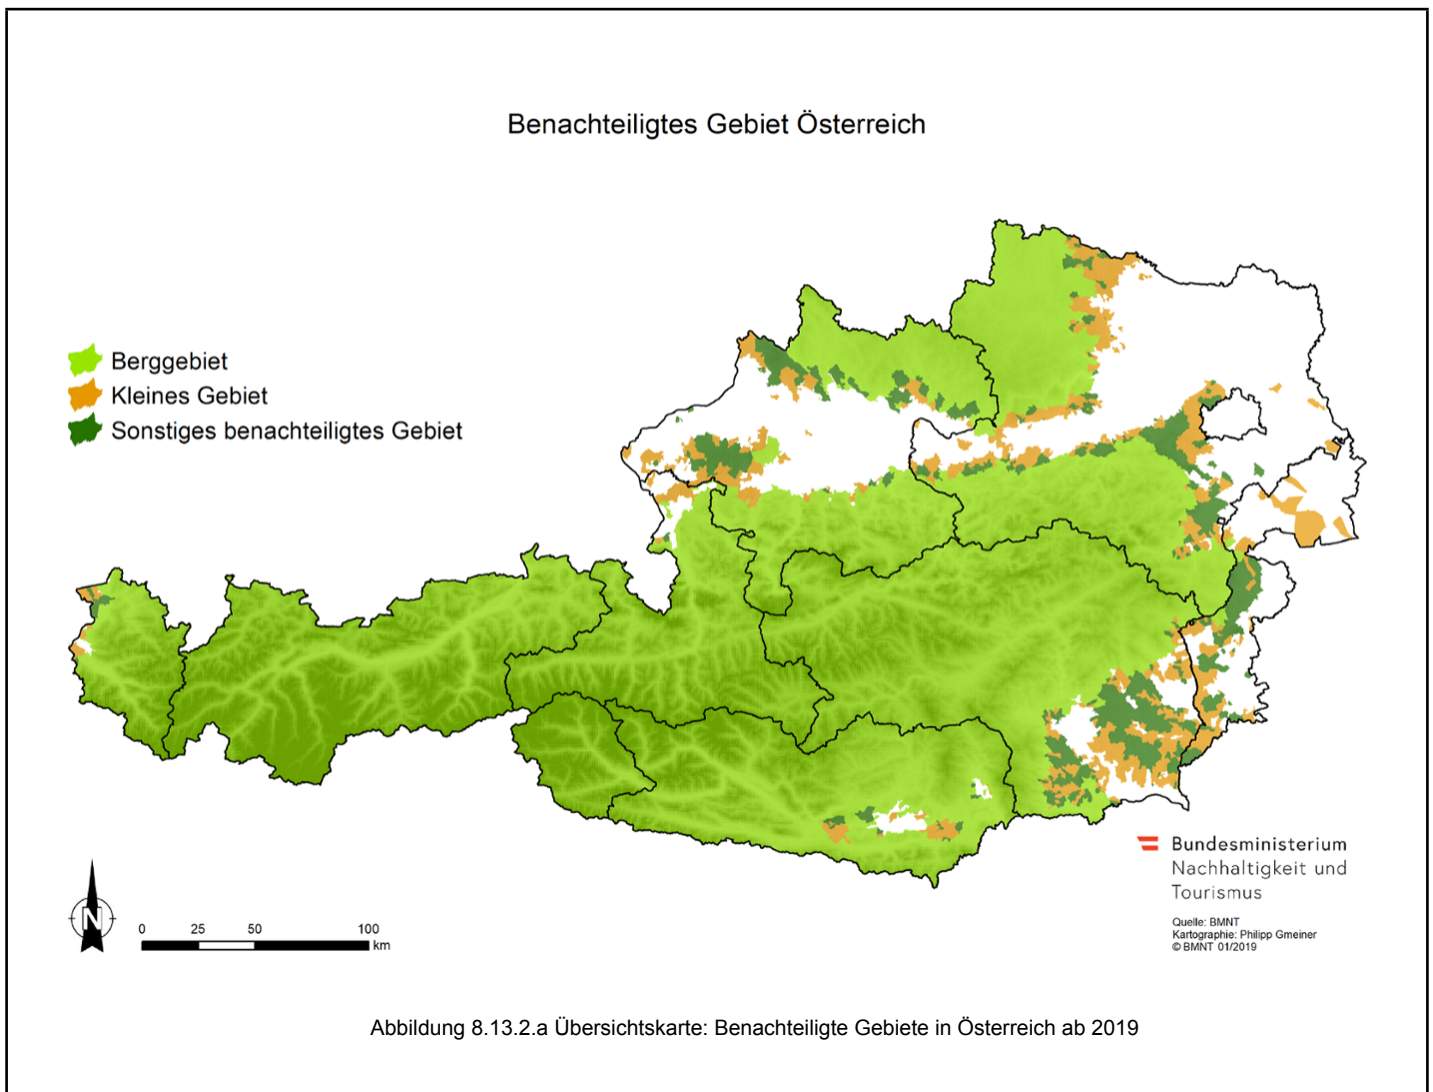 Benachteiligtes Gebiet Österreich
Berggebiet
Kleines Gebiet
Sonstiges benachteiligtes Gebiet
N
0 25 50 100
km
Bundesministerium
Nachhaltigkeit und
Tourismus
Quelle: BMNT
Kartographie: Philipp Gmeiner
© BMNT 01/2019
Abbildung 8.13.2.a Übersichtskarte: Benachteiligte Gebiete in Österreich ab 2019